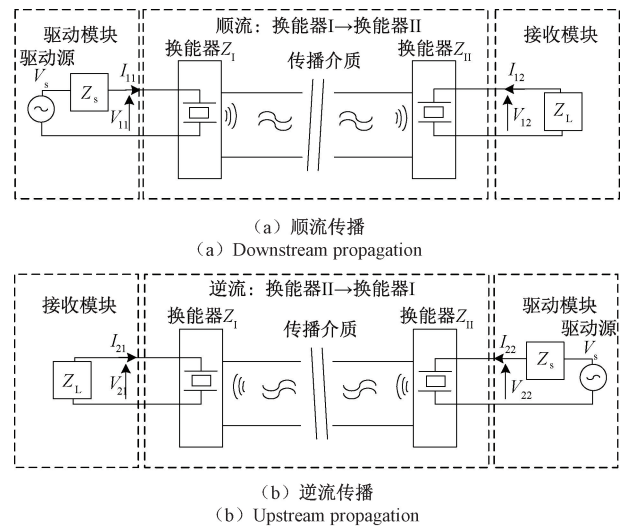 驱动模块
驱动源
顺流：换能器I→换能器II
接收模块
换能器Z_I
传播介质
换能器Z_II
V_s
Z_s
I_11
V_11
I_12
V_12
Z_L
（a）顺流传播
（a）Downstream propagation
接收模块
逆流：换能器II→换能器I
驱动模块
驱动源
换能器Z_I
传播介质
换能器Z_II
Z_L
I_21
V_21
I_22
V_22
Z_s
V_s
（b）逆流传播
（b）Upstream propagation